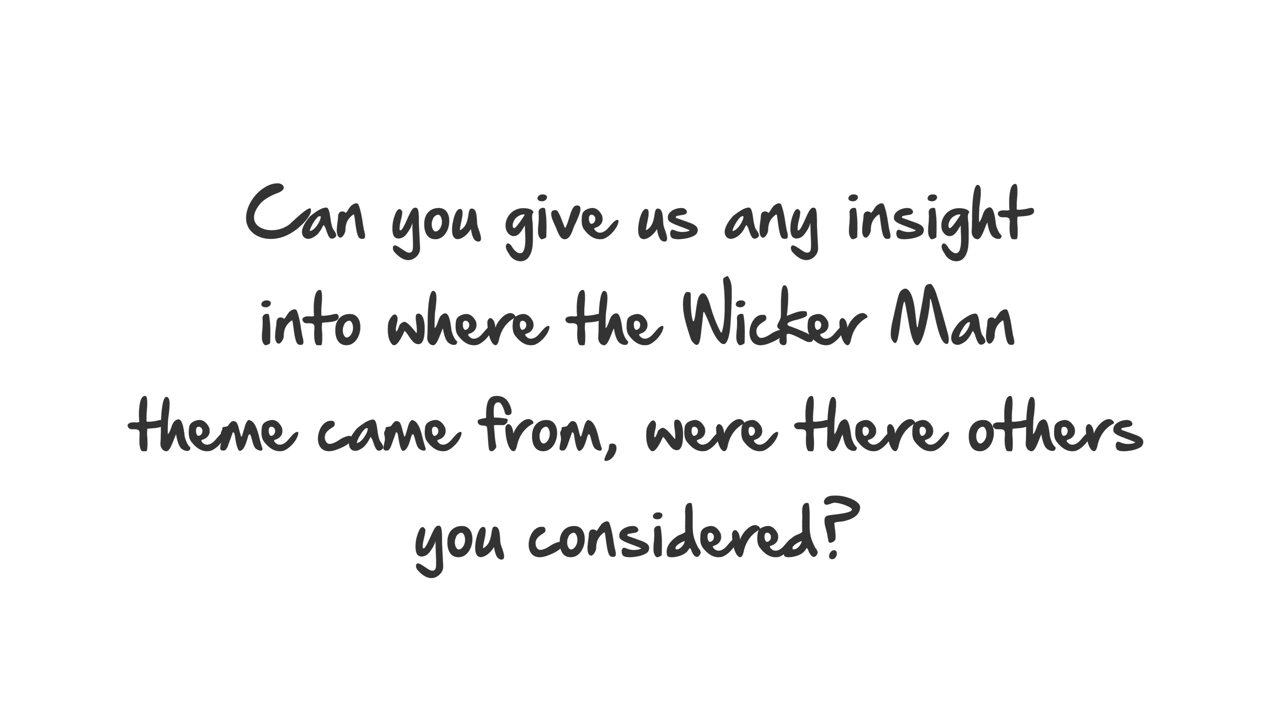 Can you give us any insight
into where the Wicker Man
theme came from, were there others
you considered?